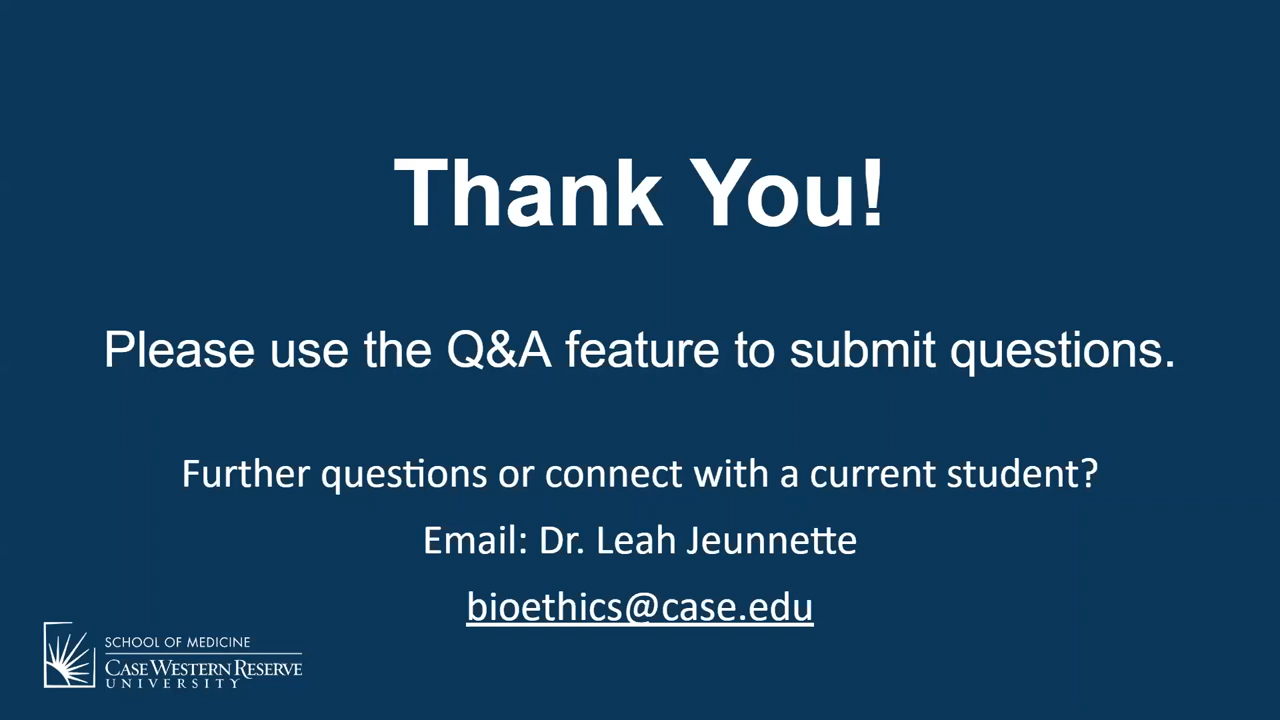 Thank You!
Please use the Q&A feature to submit questions.
Further questions or connect with a current student?
Email: Dr. Leah Jeunnette
bioethics@case.edu
SCHOOL OF MEDICINE
CASE WESTERN RESERVE
UNIVERSITY